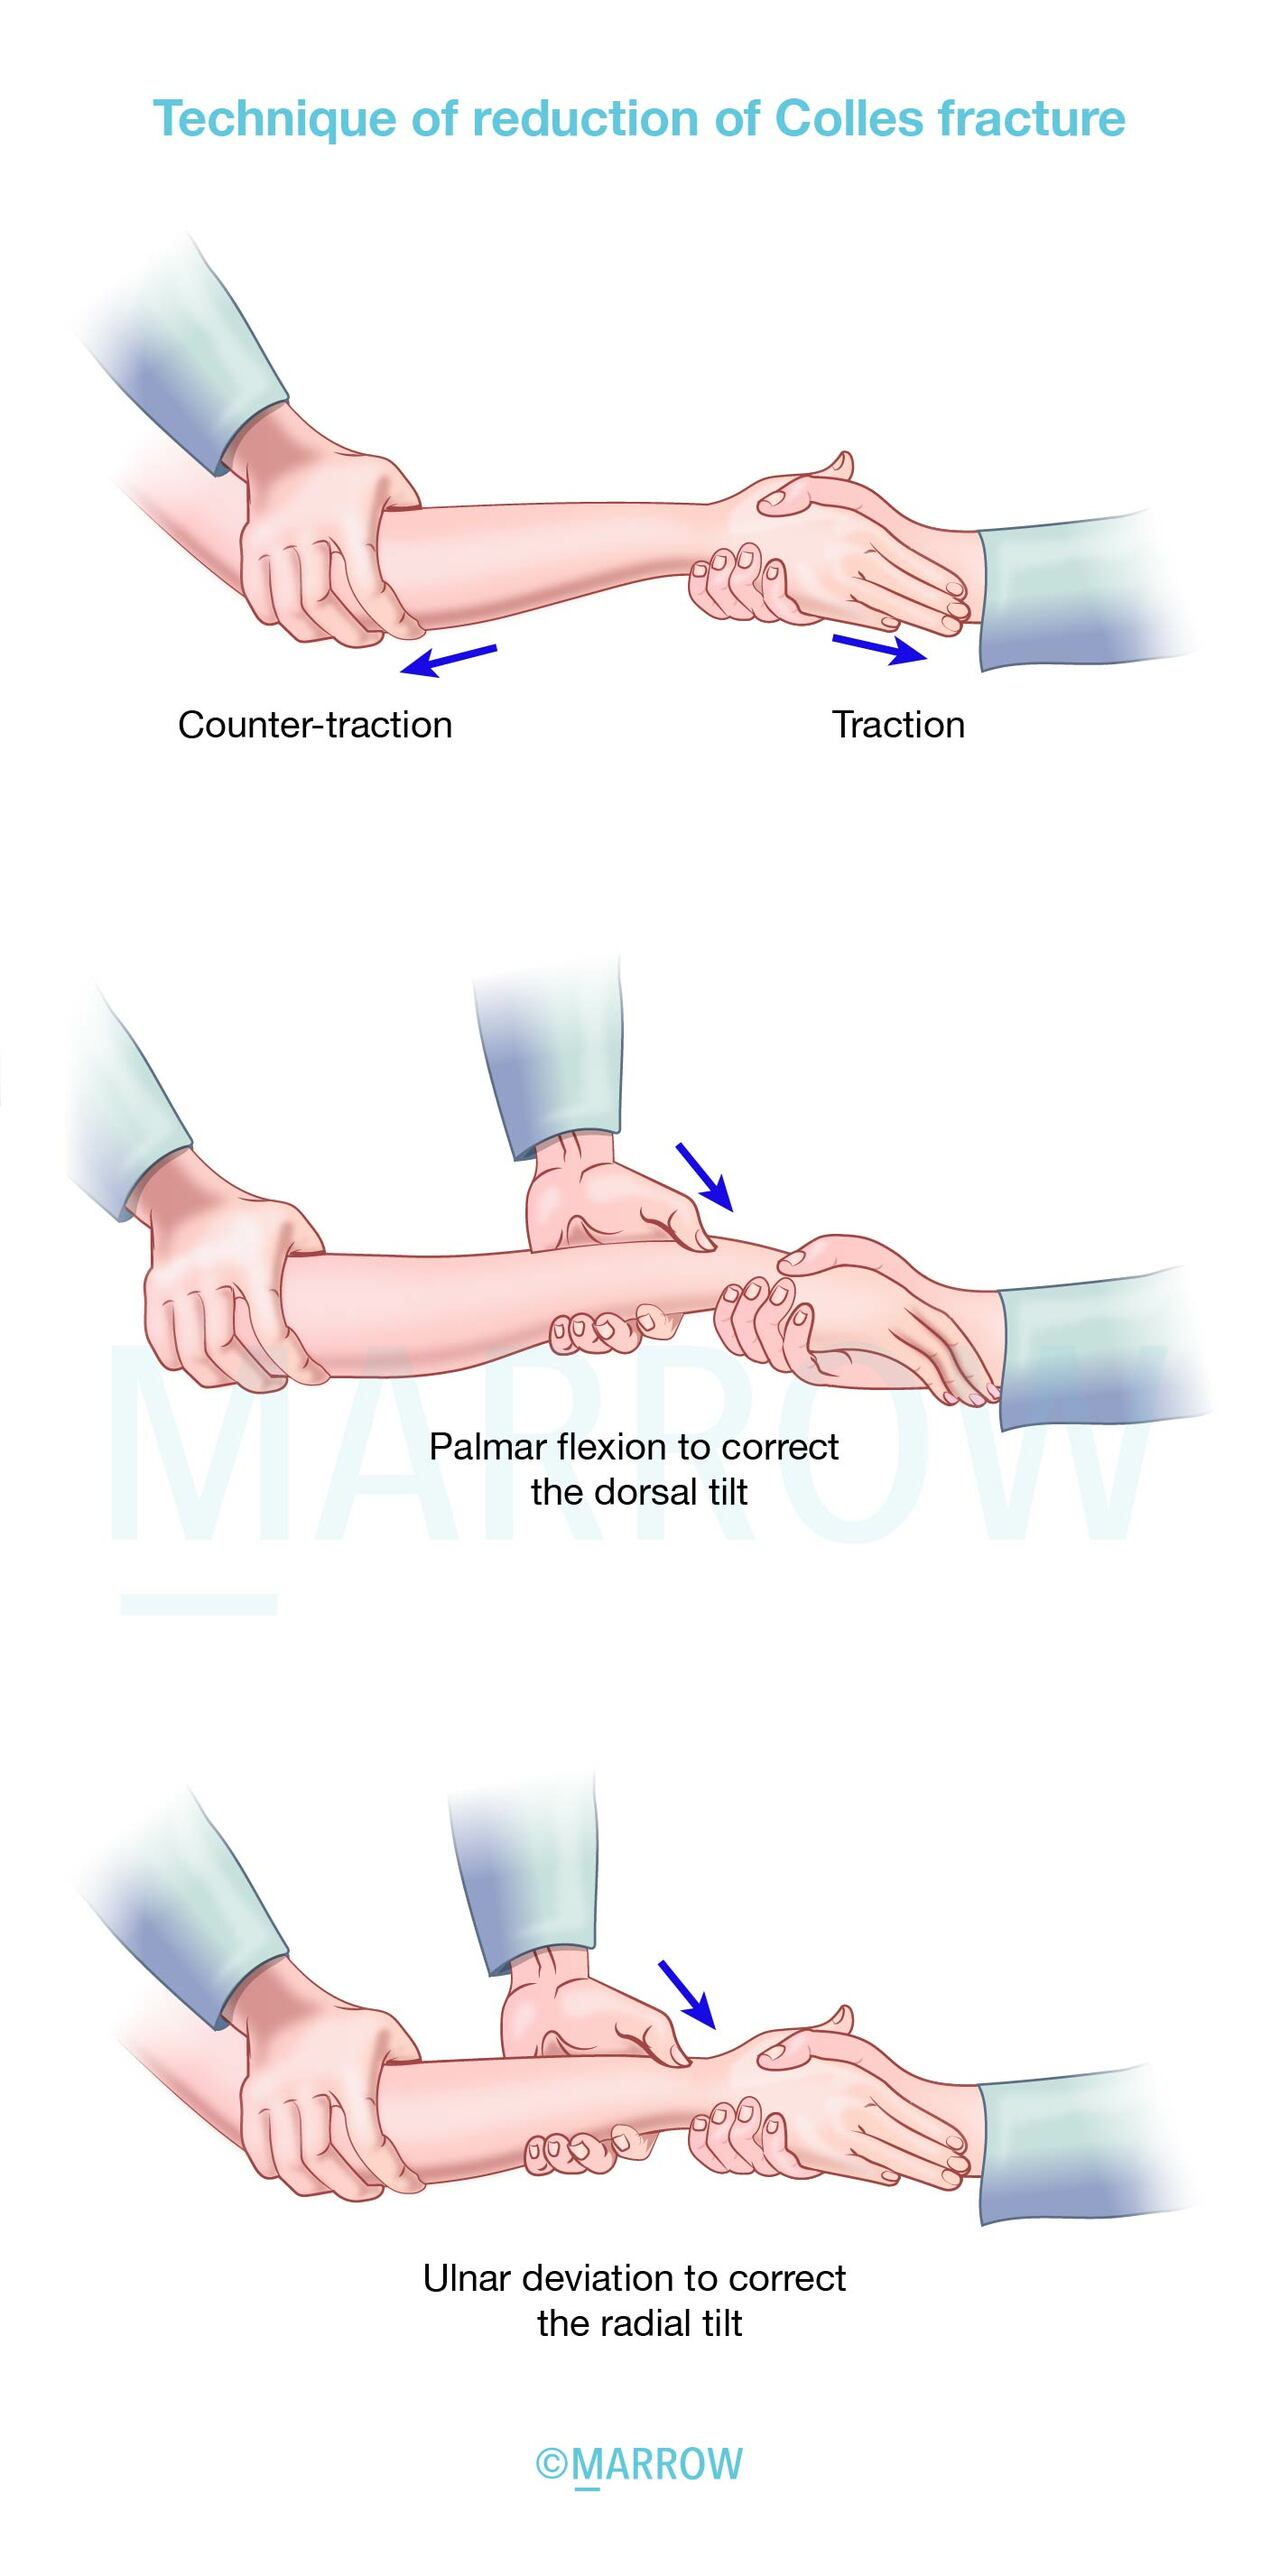 Technique of reduction of Colles fracture
Counter-traction
Traction
MARROW
Palmar flexion to correct
the dorsal tilt
Ulnar deviation to correct
the radial tilt
©MARROW